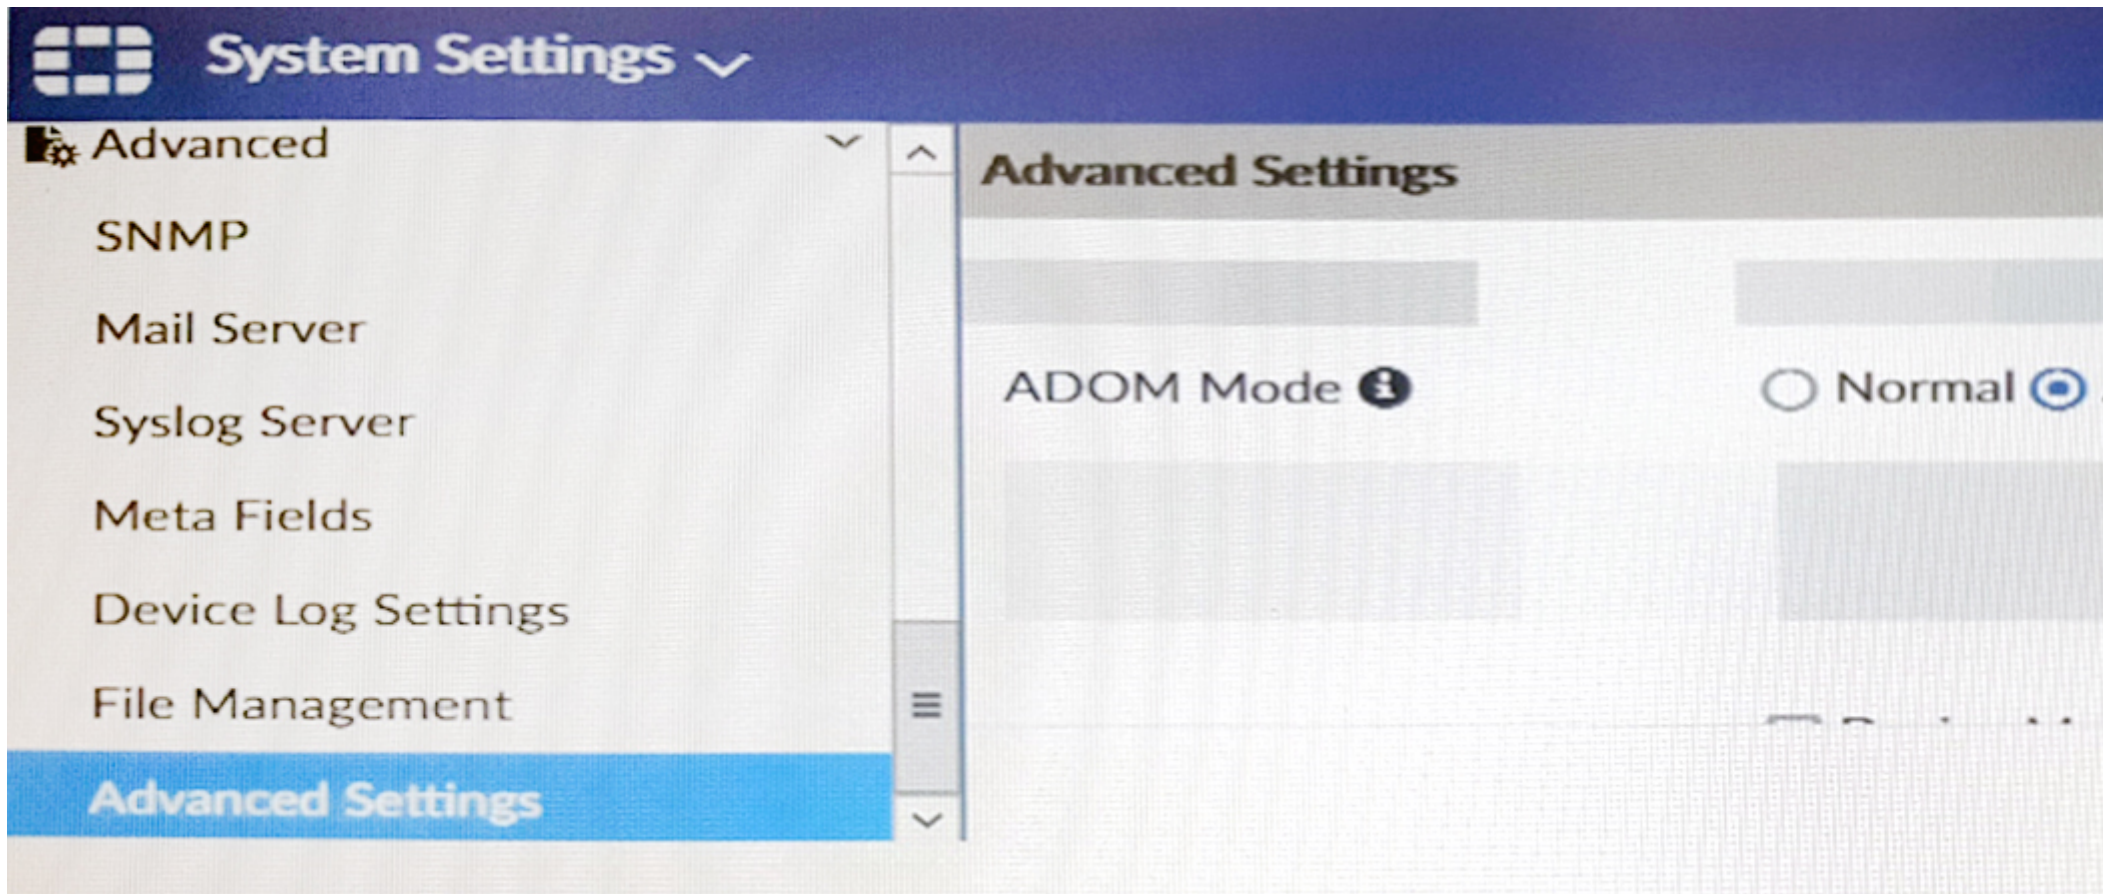 System Settings
Advanced
SNMP
Mail Server
Syslog Server
Meta Fields
Device Log Settings
File Management
Advanced Settings
Advanced Settings
ADOM Mode
Normal